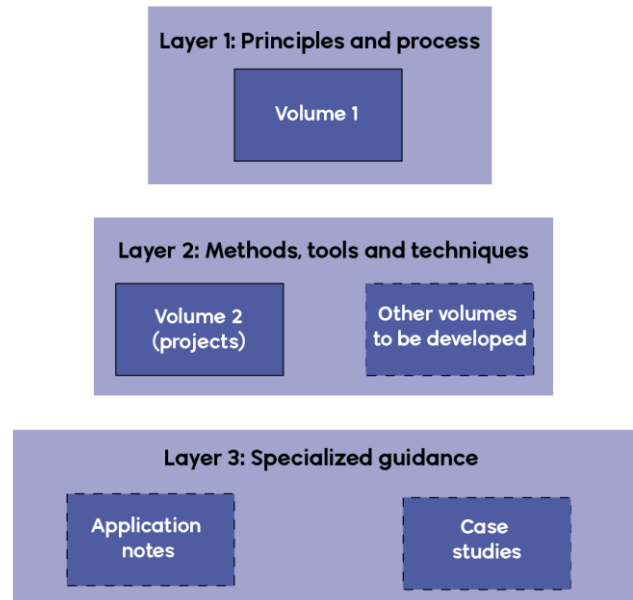 Layer 1: Principles and process
Volume 1
Layer 2: Methods, tools and techniques
Volume 2
(projects)
Other volumes
to be developed
Layer 3: Specialized guidance
Application
notes
Case
studies